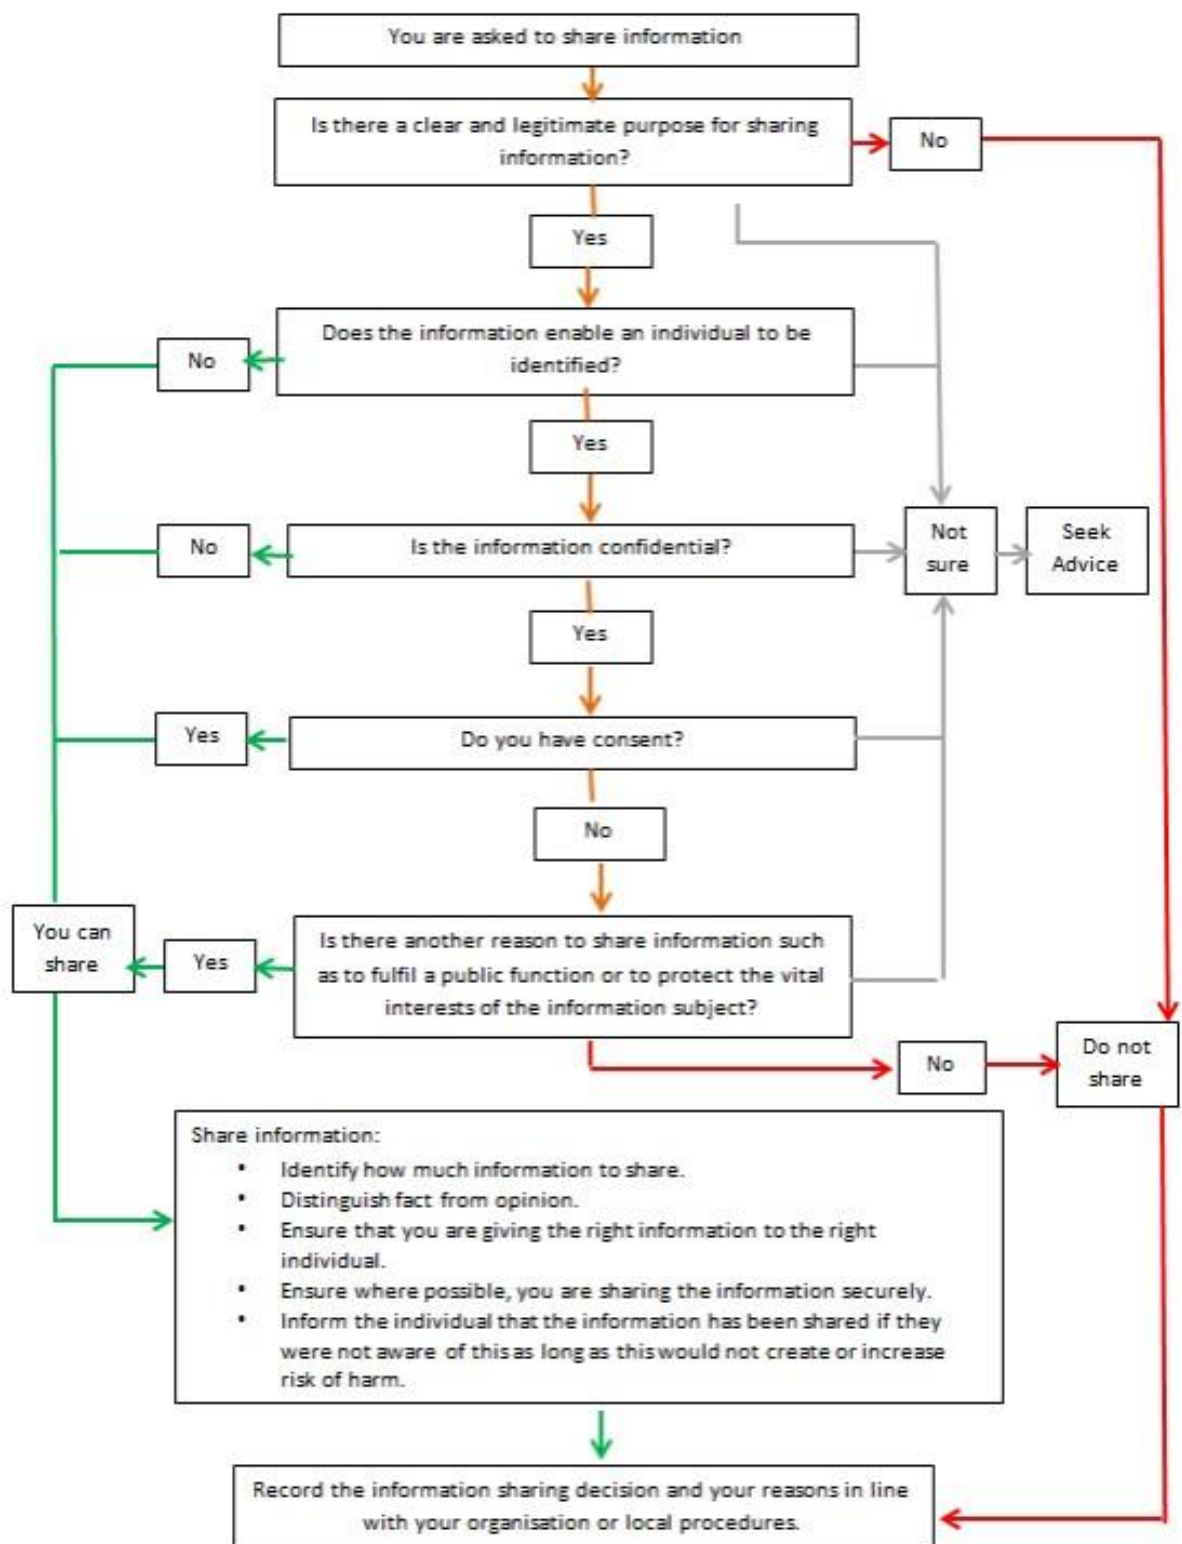 You are asked to share information
Is there a clear and legitimate purpose for sharing
information?
No
Yes
Does the information enable an individual to be
identified?
No
Yes
Is the information confidential?
No
Not
sure
Seek
Advice
Yes
Do you have consent?
Yes
No
Is there another reason to share information such
as to fulfil a public function or to protect the vital
interests of the information subject?
Yes
You can
share
No
Do not
share
Share information:
• Identify how much information to share.
• Distinguish fact from opinion.
• Ensure that you are giving the right information to the right
individual.
• Ensure where possible, you are sharing the information securely.
• Inform the individual that the information has been shared if they
were not aware of this as long as this would not create or increase
risk of harm.
Record the information sharing decision and your reasons in line
with your organisation or local procedures.